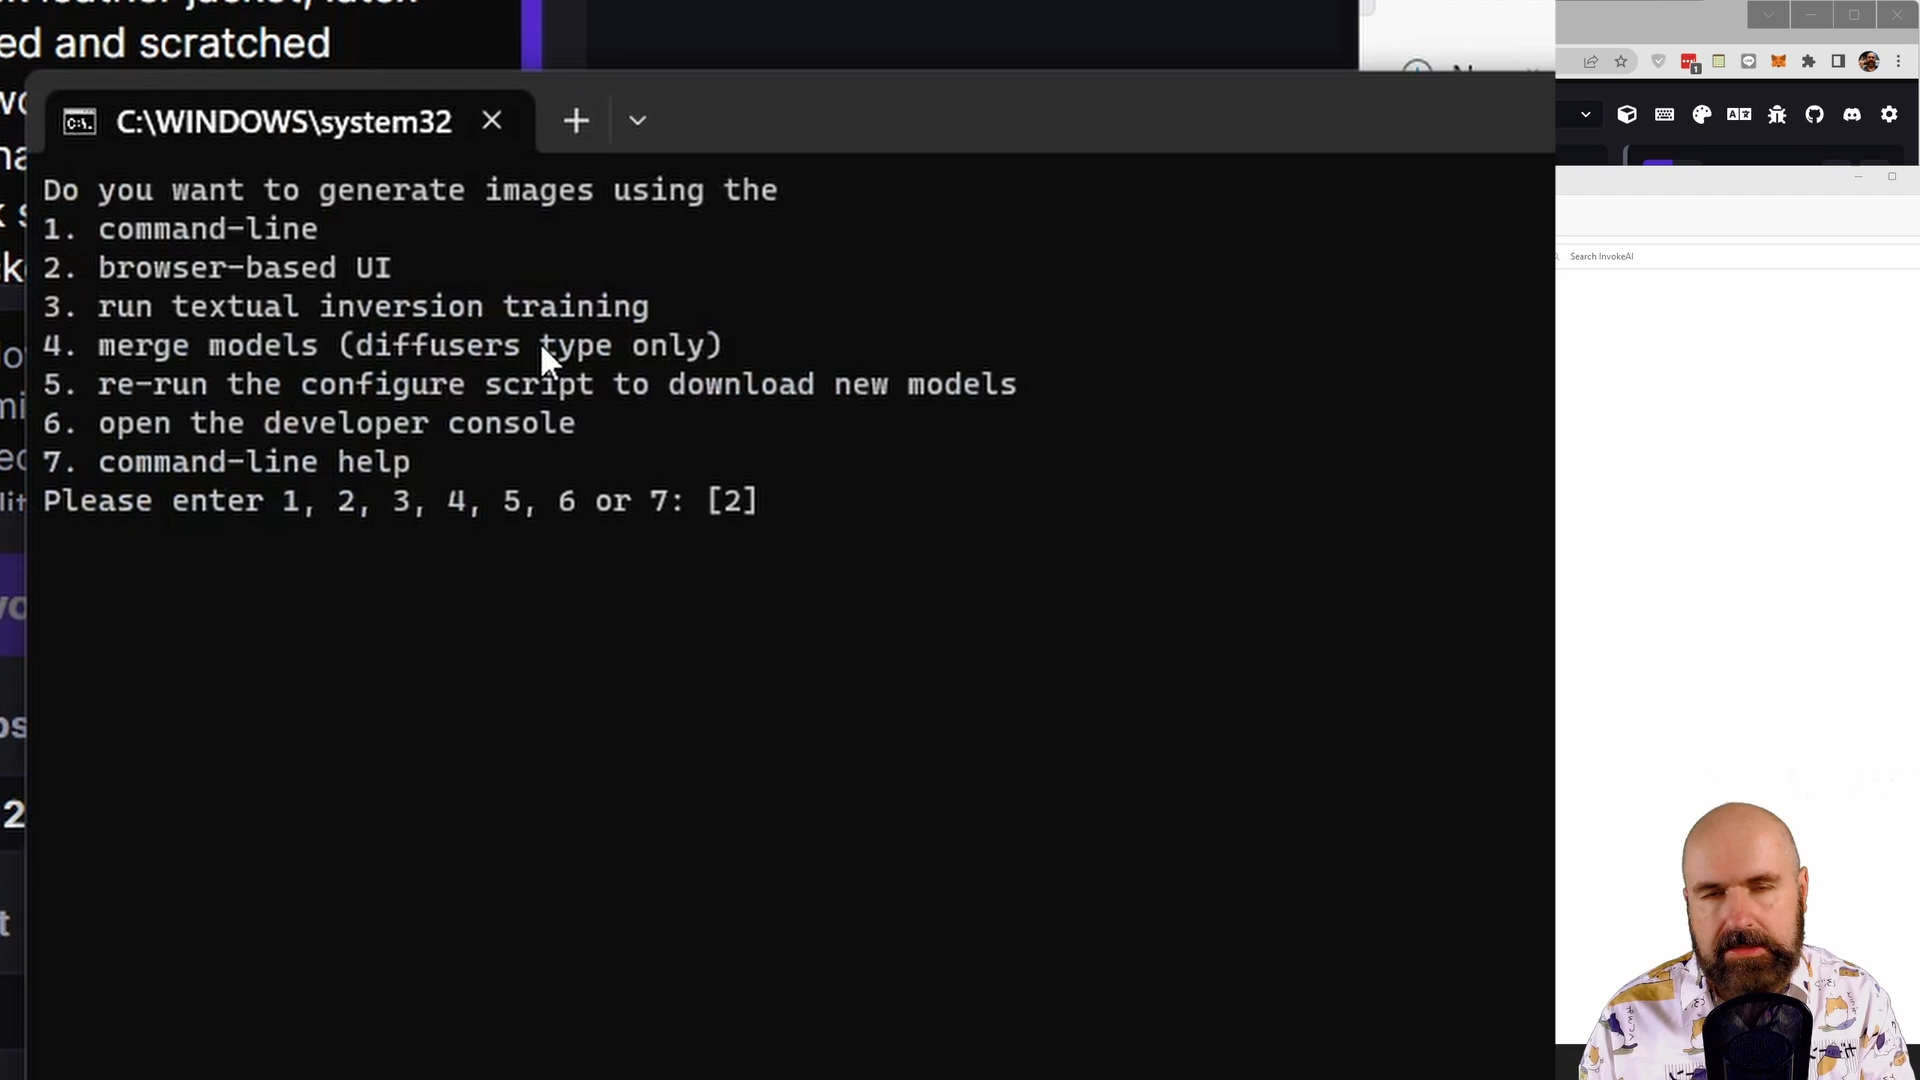 ed and scratched
C:\WINDOWS\system32
Do you want to generate images using the
1. command-line
2. browser-based UI
3. run textual inversion training
4. merge models (diffusers type only)
5. re-run the configure script to download new models
6. open the developer console
7. command-line help
Please enter 1, 2, 3, 4, 5, 6 or 7: [2]
Search InvokeAI